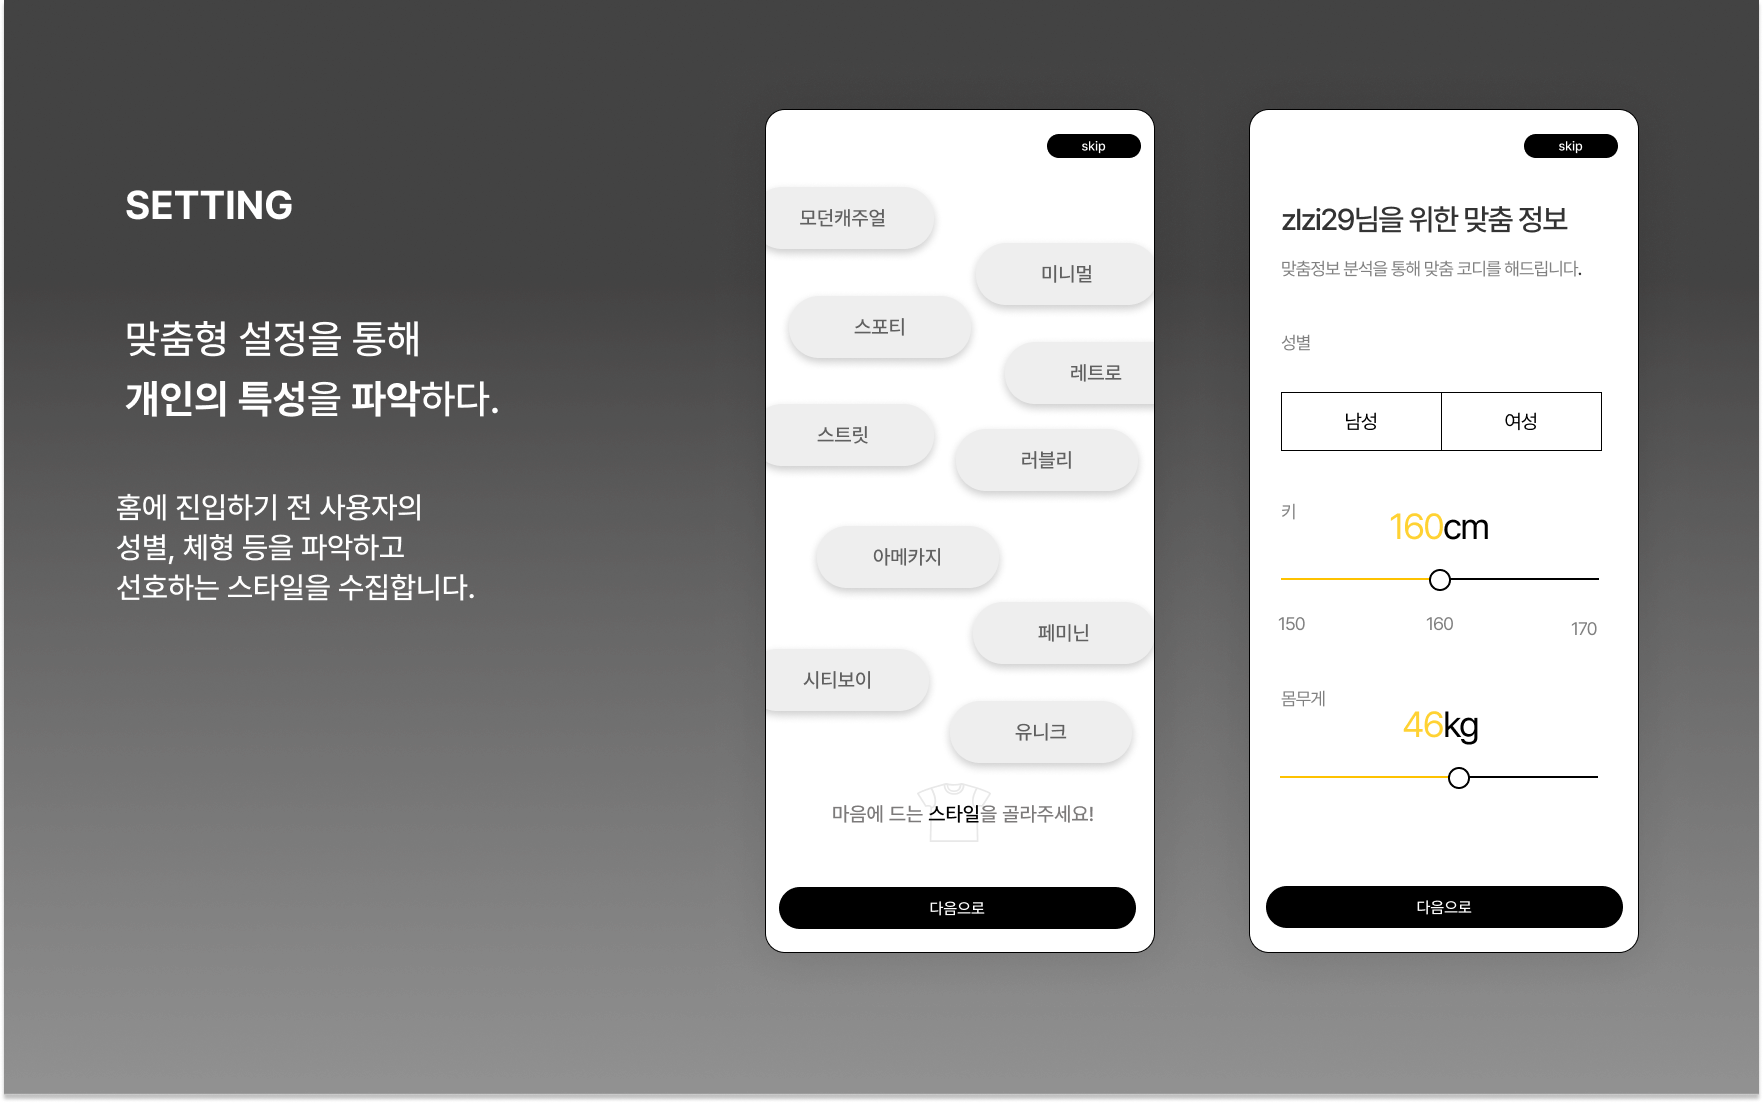 SETTING
맞춤형 설정을 통해
개인의 특성을 파악하다.
홈에 진입하기 전 사용자의
성별, 체형 등을 파악하고
선호하는 스타일을 수집합니다.
skip
모던캐주얼
미니멀
스포티
레트로
스트릿
러블리
아메카지
페미닌
시티보이
유니크
마음에 드는 스타일을 골라주세요!
다음으로
skip
zlzi29님을 위한 맞춤 정보
맞춤정보 분석을 통해 맞춤 코디를 해드립니다.
성별
남성 여성
키
160cm
150 160 170
몸무게
46kg
다음으로